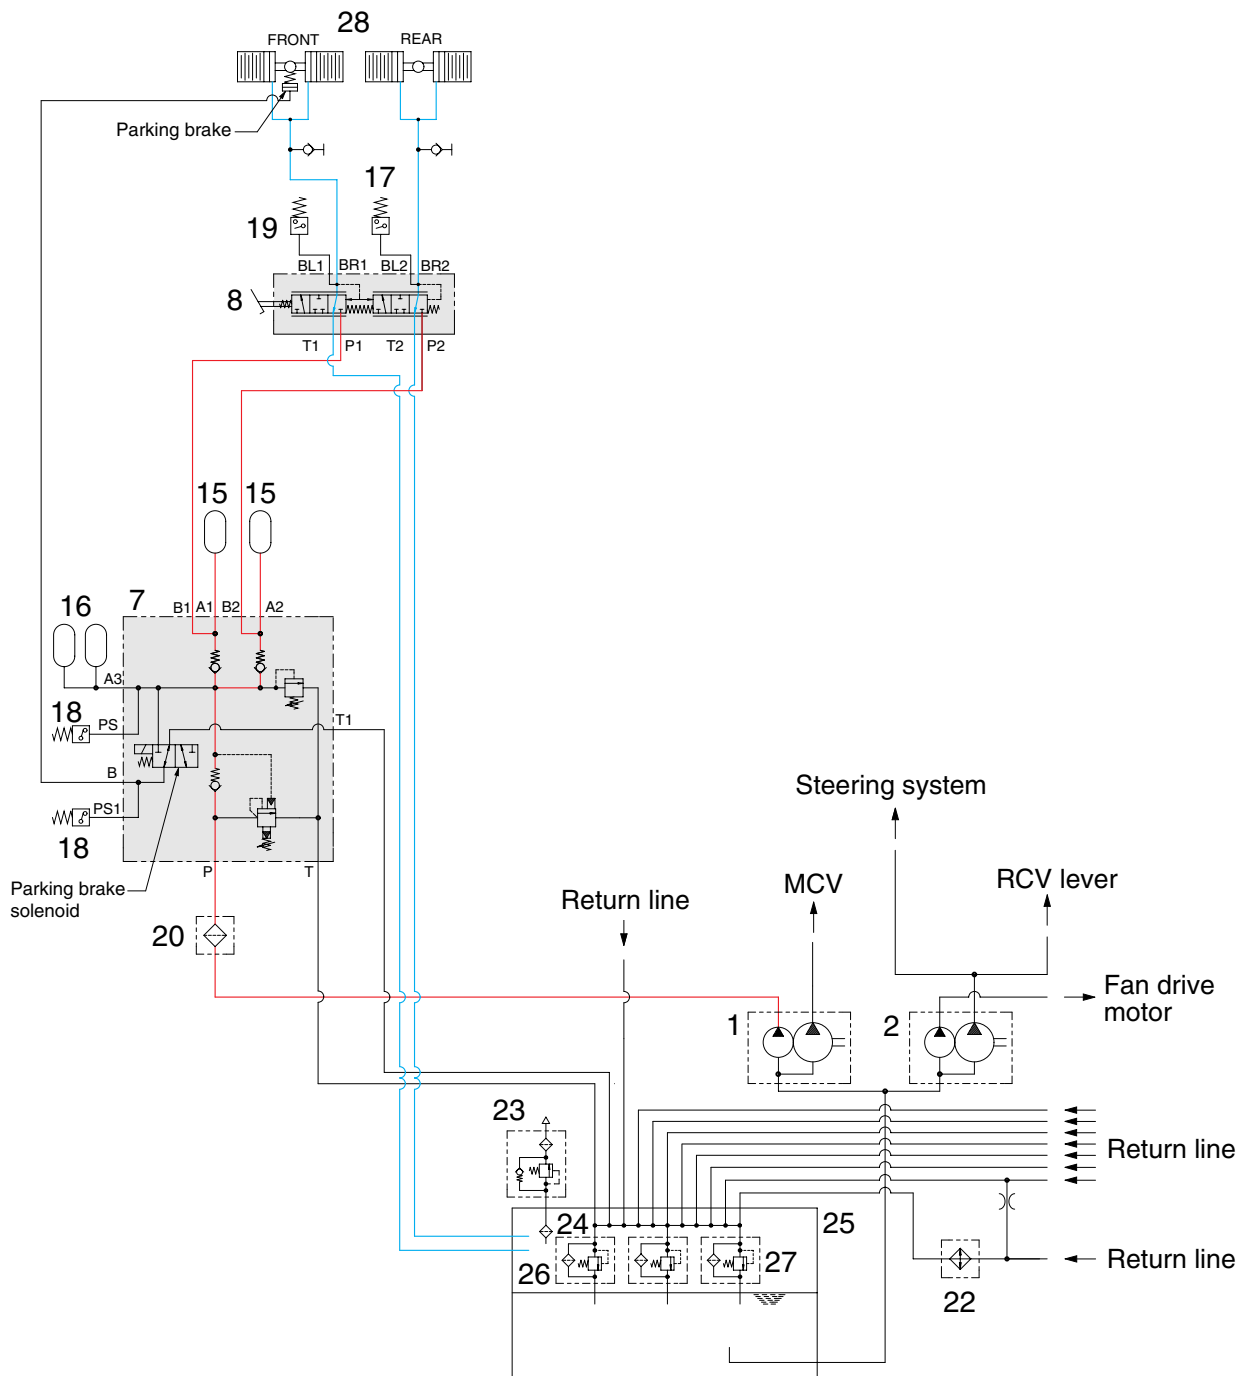 28
FRONT
REAR
Parking brake
17
19
BL1
BR1
BL2
BR2
8
T1
P1
T2
P2
15
15
7
16
B1
A1
B2
A2
A3
18
PS
T1
B
PS1
18
P
T
Parking brake
solenoid
20
Steering system
MCV
RCV lever
Return line
Fan drive
motor
1
2
23
Return line
24
25
26
27
Return line
22